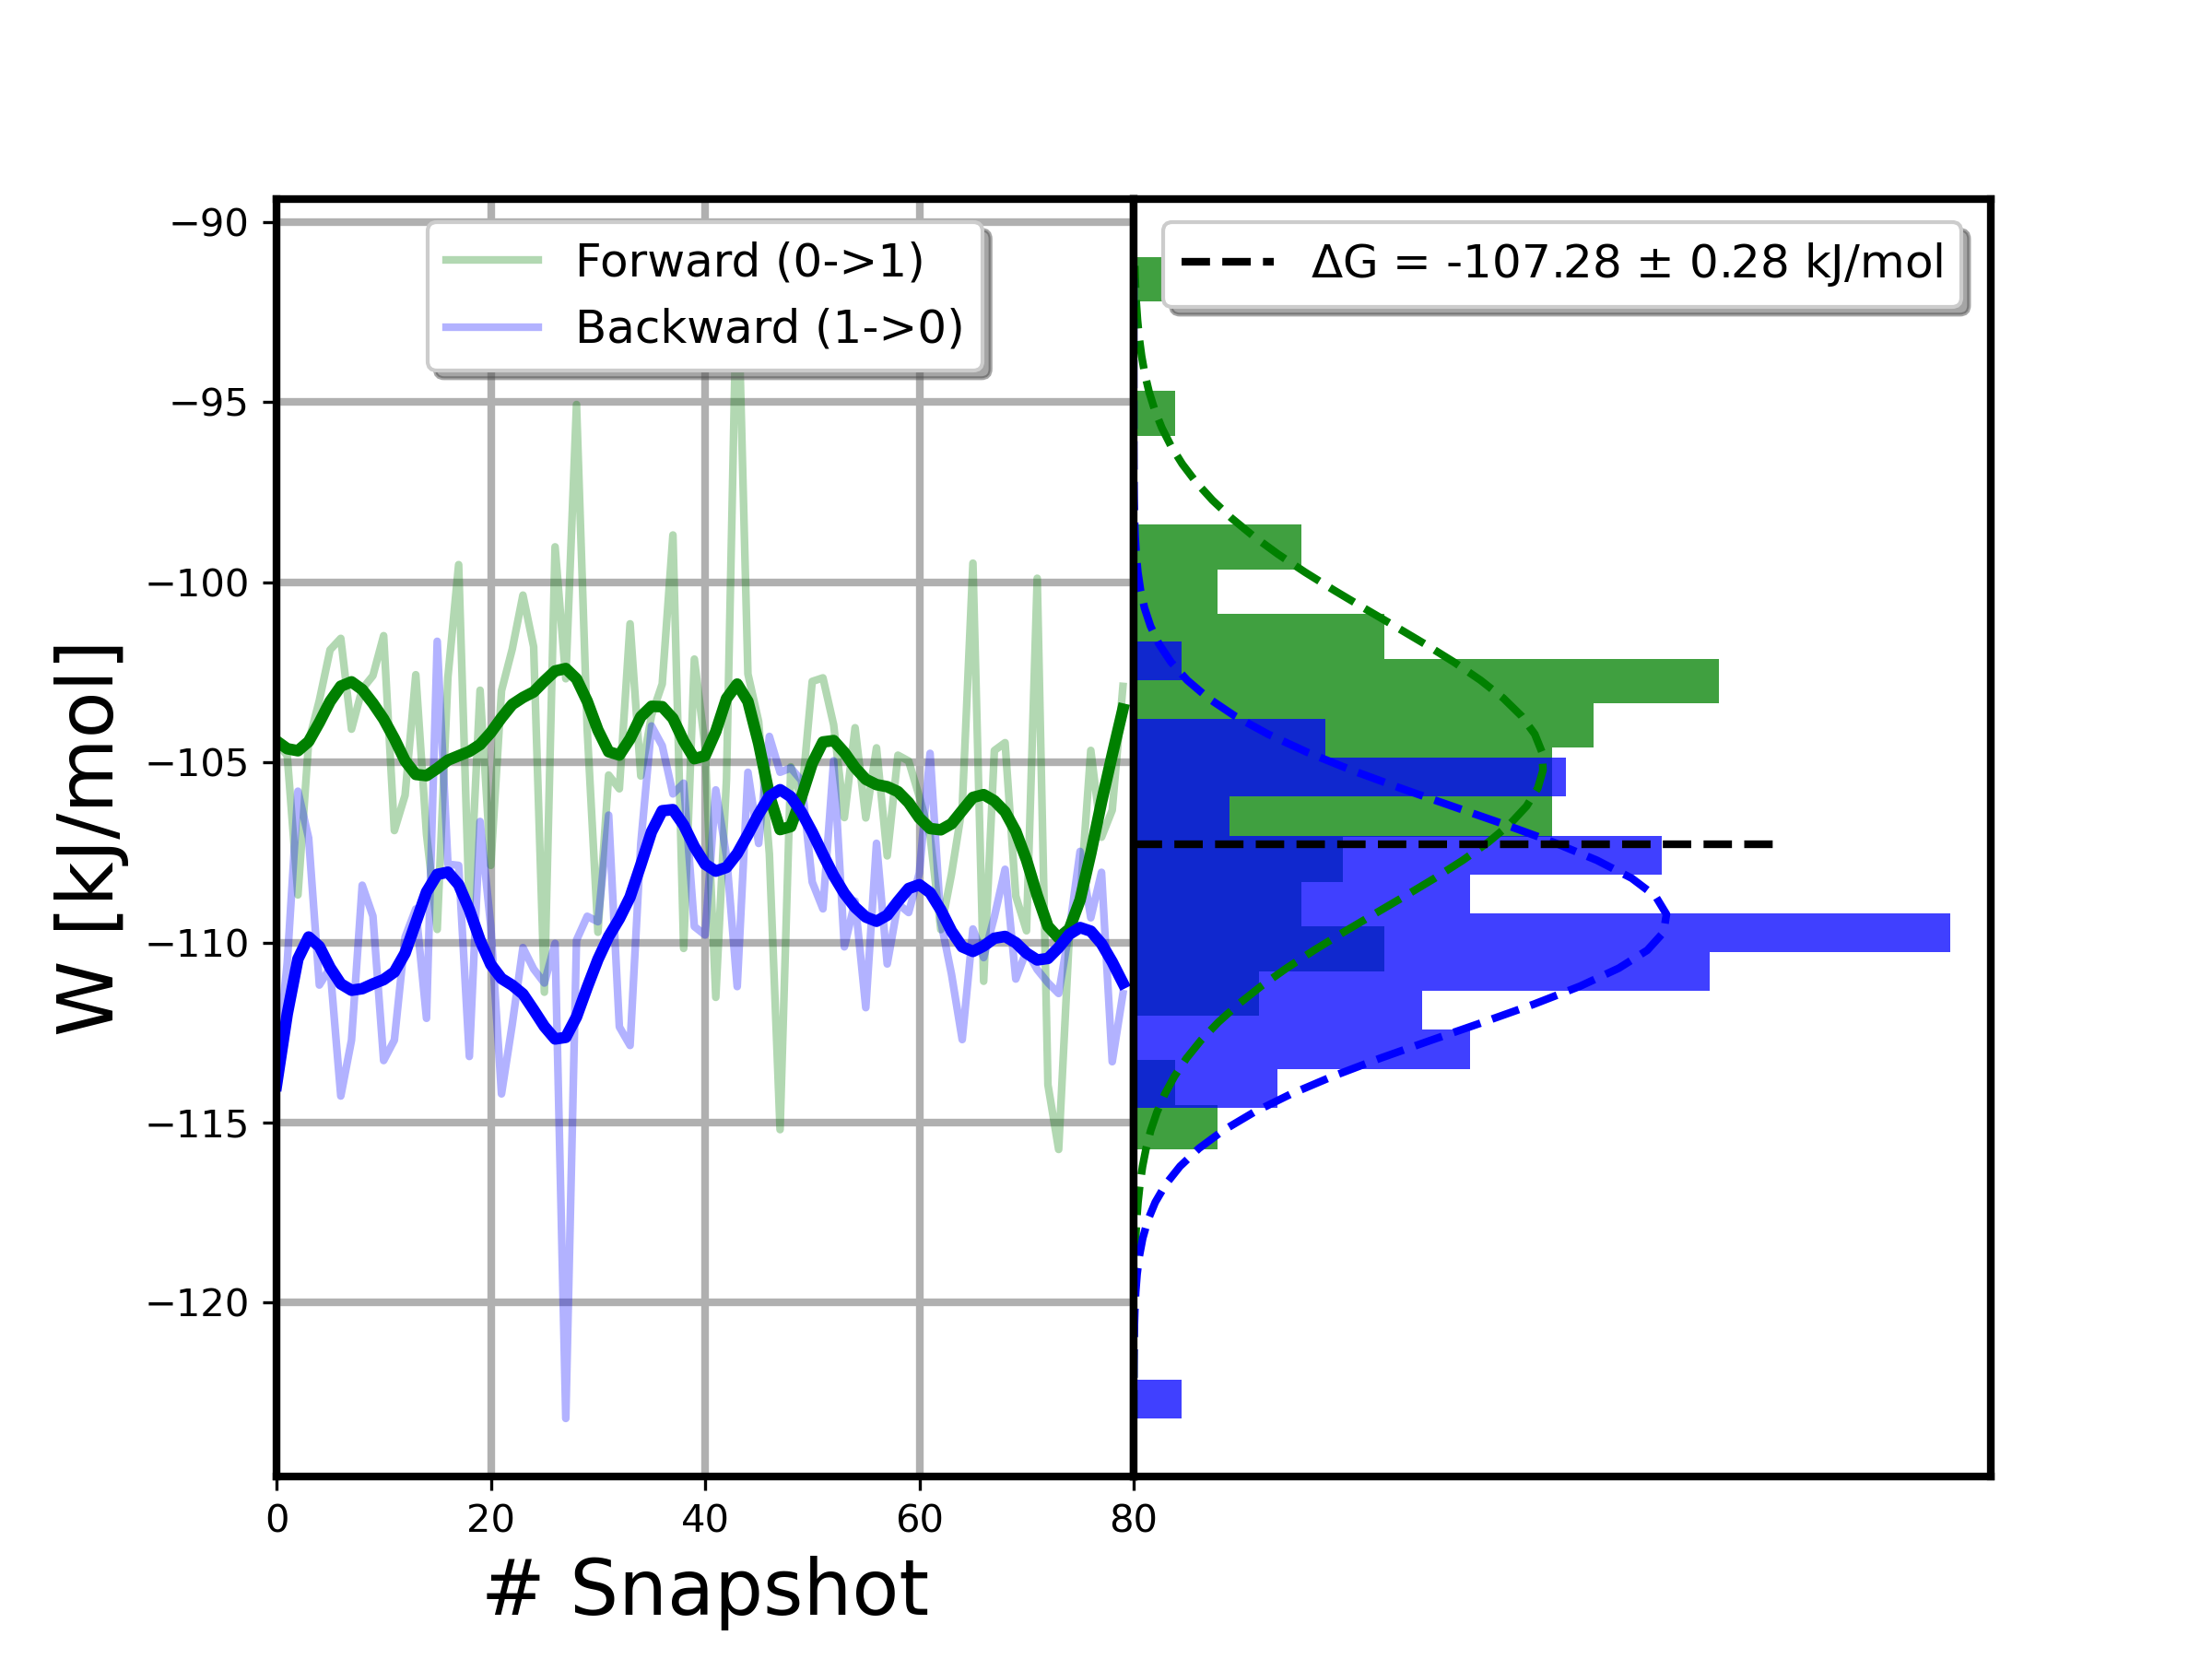 Forward (0->1)
Backward (1->0)
ΔG = -107.28 ± 0.28 kJ/mol
W [kJ/mol]
−90
−95
−100
−105
−110
−115
−120
0 20 40 60 80
# Snapshot